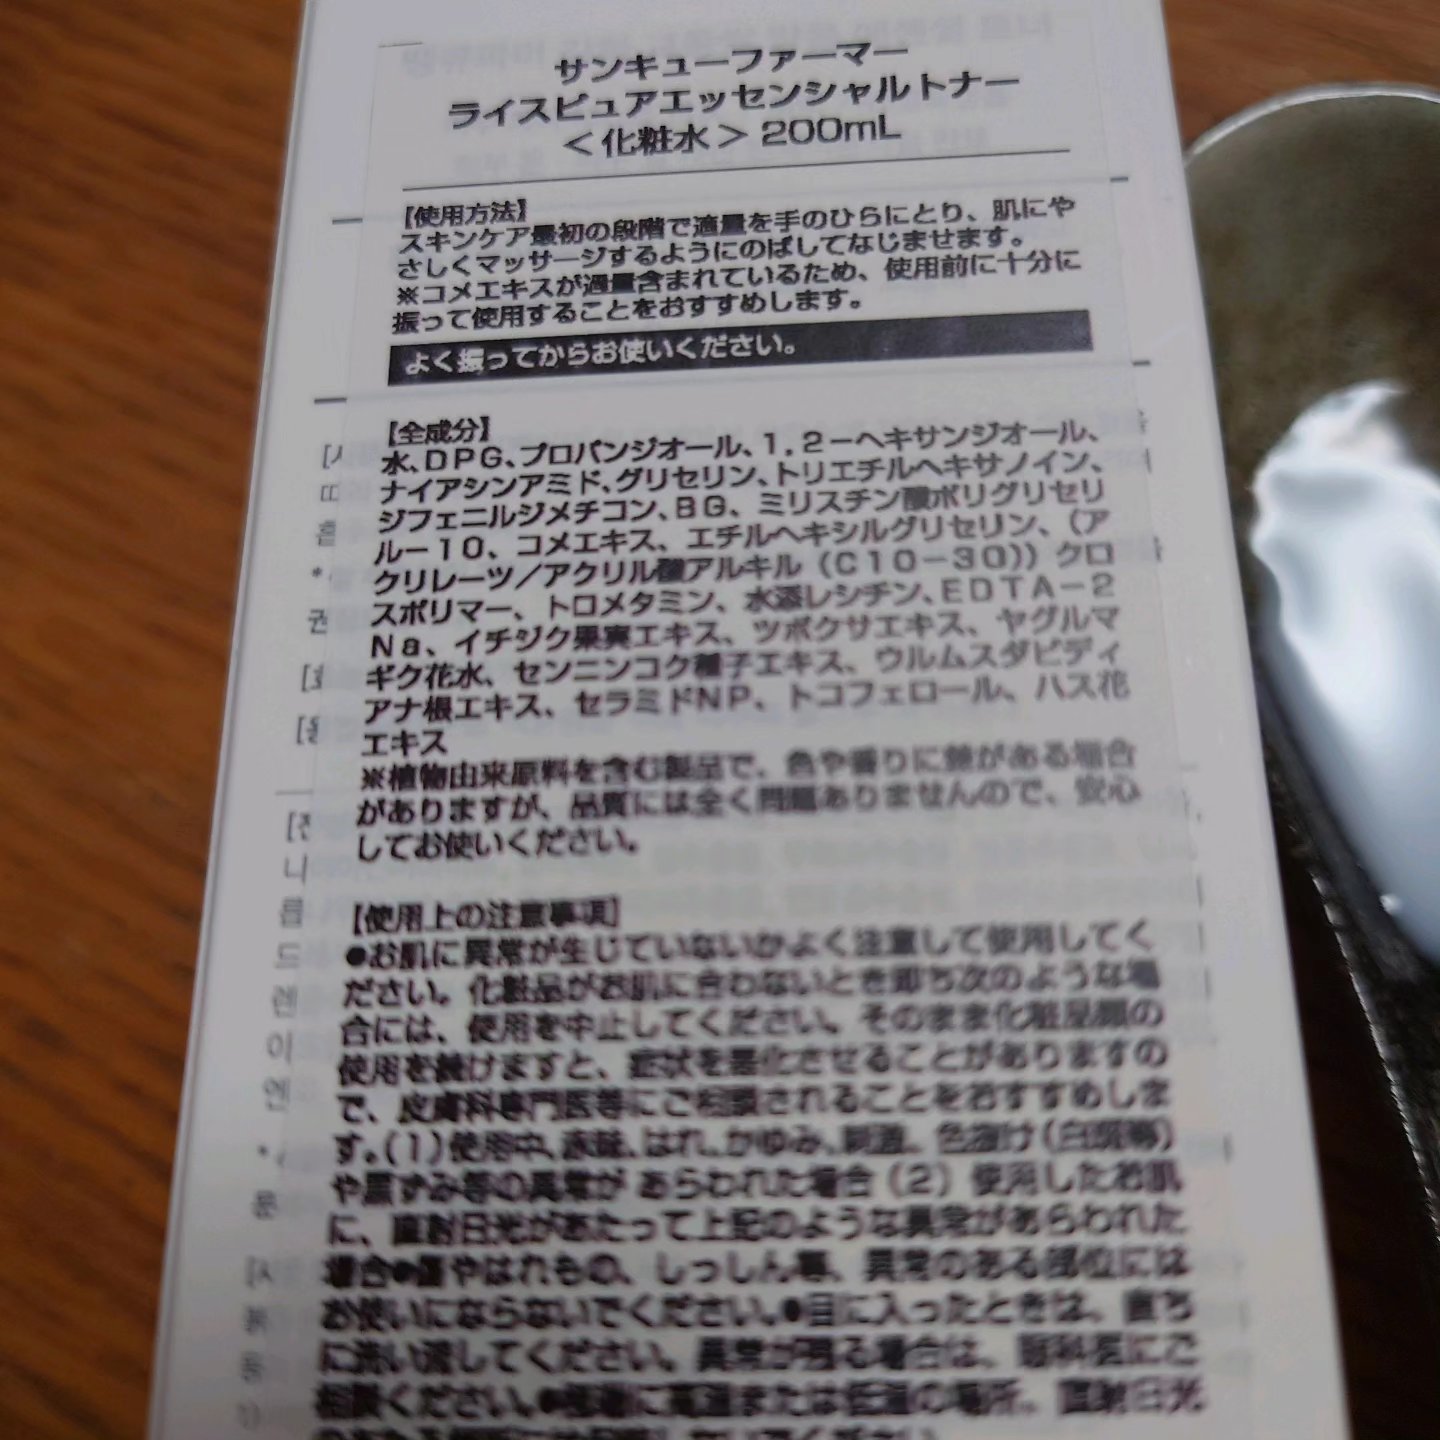 サンキューファーマー
ライスピュアエッセンシャルトナー
＜化粧水＞200mL
【使用方法】
スキンケア最初の段階で適量を手のひらにとり、肌にや
さしくマッサージするようにのばしてなじませます。
※コメエキスが過量含まれているため、使用前に十分に
振って使用することをおすすめします。
よく振ってからお使いください。
【全成分】
水、DPG、プロパンジオール、1,2－ヘキサンジオール、
ナイアシンアミド、グリセリン、トリエチルヘキサノイン、
ジフェニルジメチコン、BG、ミリスチン酸ポリグリセリ
ル－10、コメエキス、エチルヘキシルグリセリン、（ア
クリレーツ／アクリル酸アルキル（C10－30））クロ
スポリマー、トロメタミン、水添レシチン、EDTA－2
Na、イチジク果実エキス、ツボクサエキス、ヤグルマ
ギク花水、センニンコク種子エキス、ウルムスダビディ
アナ根エキス、セラミドNP、トコフェロール、ハス花
エキス
※植物由来原料を含む製品で、色や香りに差がある場合
がありますが、品質には全く問題ありませんので、安心
してお使いください。
【使用上の注意事項】
●お肌に異常が生じていないかよく注意して使用してく
ださい。化粧品がお肌に合わないとき即ち次のような場
合には、使用を中止してください。そのまま化粧品類の
使用を続けますと、症状を悪化させることがありますの
で、皮膚科専門医等にご相談されることをおすすめしま
す。（1）使用中、赤味、はれ、かゆみ、刺激、色抜け（白斑等）
や黒ずみ等の異常があらわれた場合（2）使用したお肌
に、直射日光があたって上記のような異常があらわれた
場合●傷やはれもの、しっしん等、異常のある部位には
お使いにならないでください。●目に入ったときは、直ち
に洗い流してください。異常が残る場合は、眼科医にご
相談ください。●極端に高温または低温の場所、直射日光